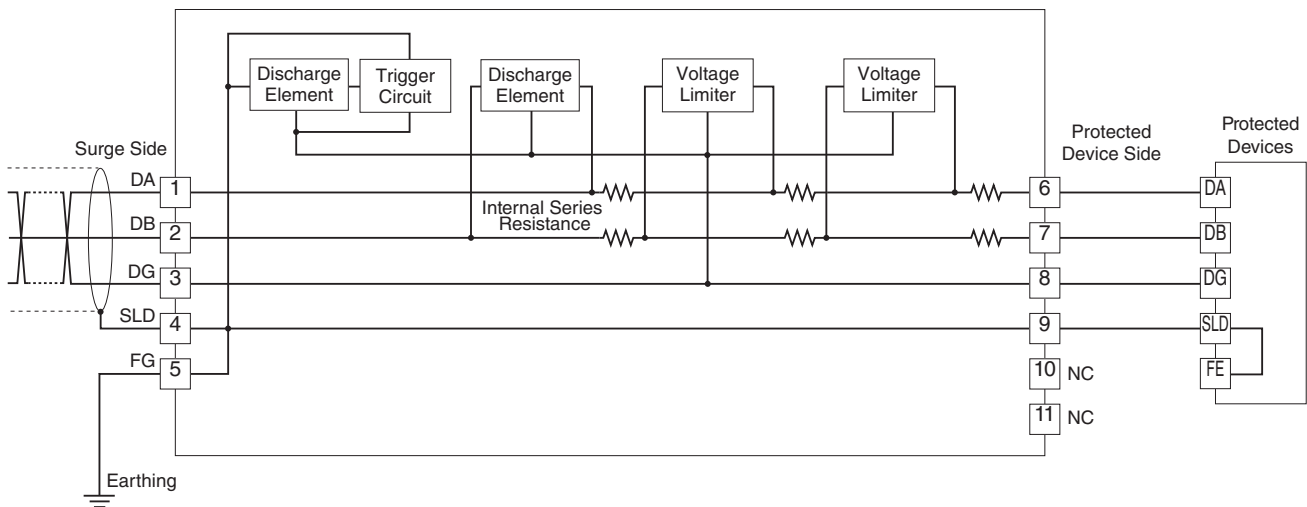 Discharge
Element
Trigger
Circuit
Discharge
Element
Voltage
Limiter
Voltage
Limiter
Surge Side
Protected
Device Side
Protected
Devices
DA 1
6
DA
Internal Series
Resistance
DB 2
7
DB
DG 3
8
DG
SLD 4
9
SLD
FG 5
10 NC
FE
11 NC
Earthing